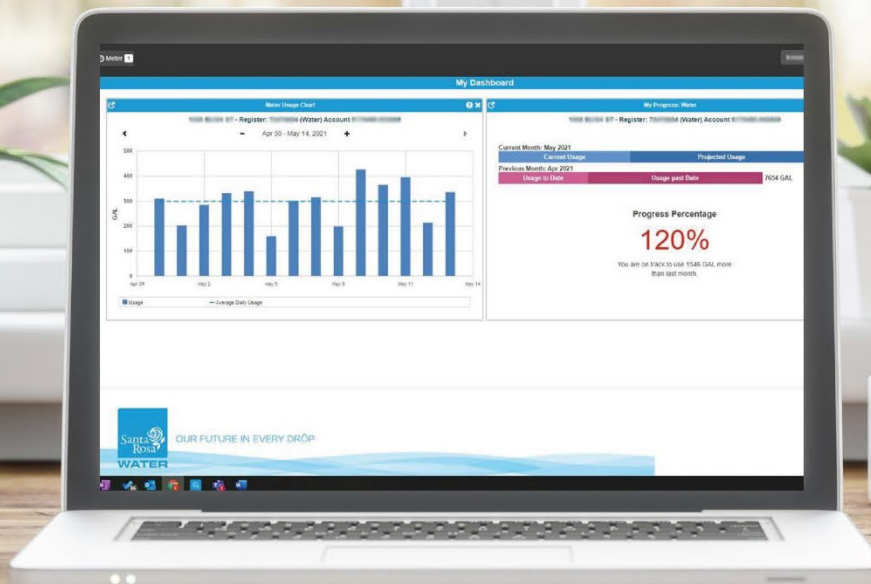 Meter 1
My Dashboard
Meter Usage Chart
ST - Register: (Water) Account
Apr 30 - May 14, 2021
500
400
300
200
100
0
GAL
Apr 29
May 2
May 5
May 8
May 11
May 14
Usage
Average Daily Usage
My Progress: Water
ST - Register: (Water) Account
Current Month: May 2021
Current Usage
Projected Usage
Previous Month: Apr 2021
Usage to Date
Usage past Date
7654 GAL
Progress Percentage
120%
You are on track to use 1546 GAL more
than last month.
Santa
Rosa
WATER
OUR FUTURE IN EVERY DRŌP